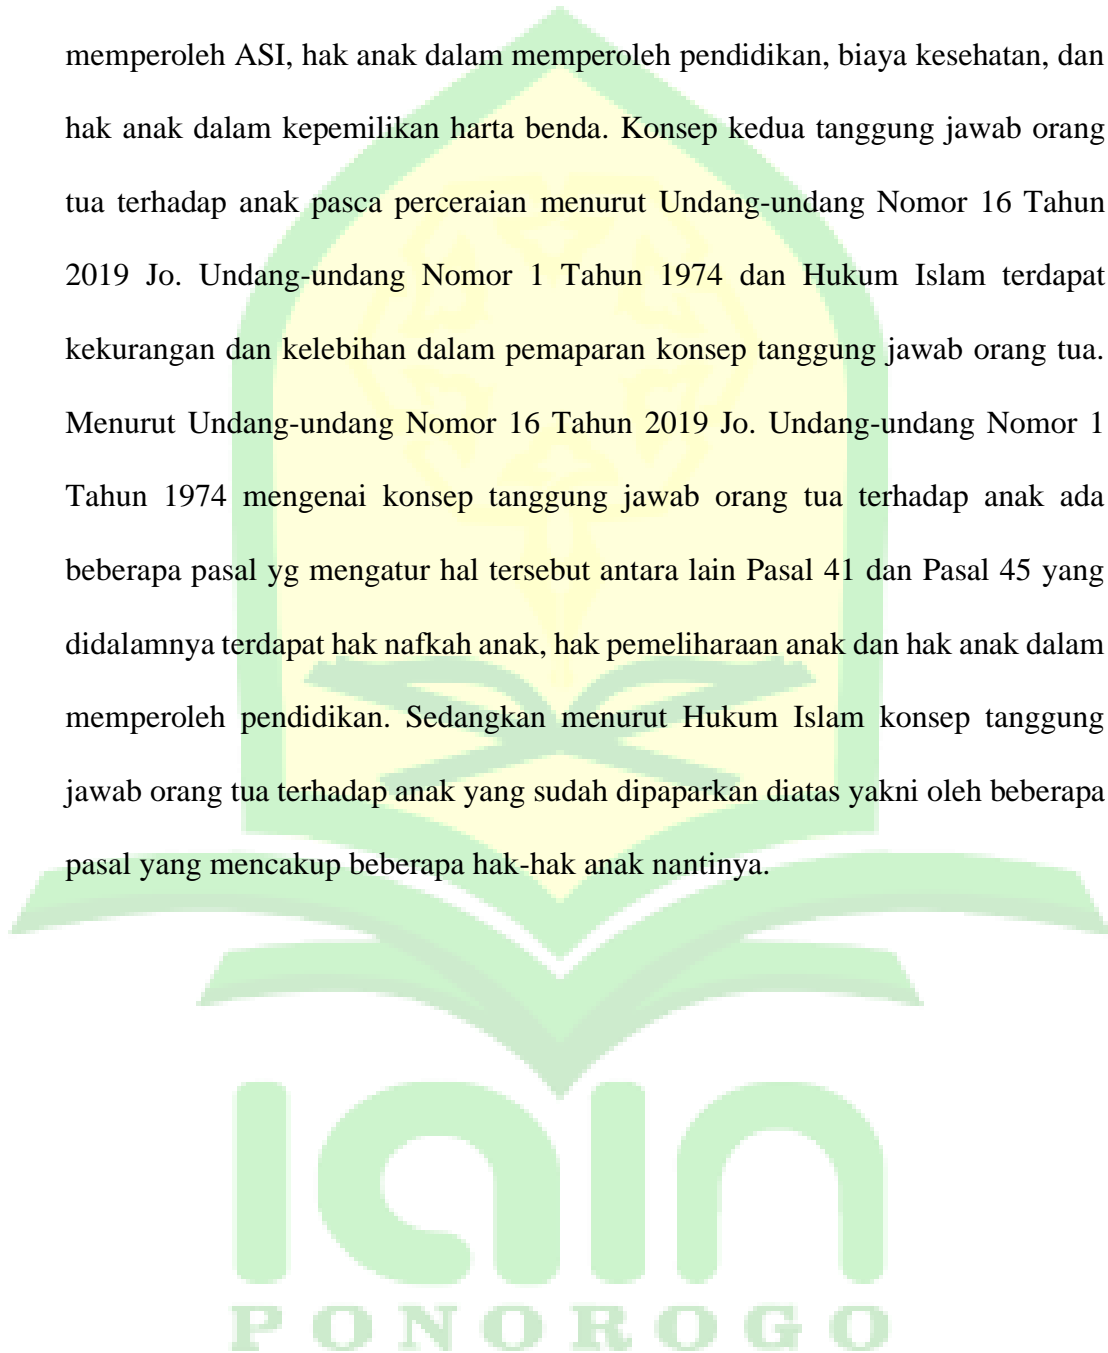 memperoleh ASI, hak anak dalam memperoleh pendidikan, biaya kesehatan, dan
hak anak dalam kepemilikan harta benda. Konsep kedua tanggung jawab orang
tua terhadap anak pasca perceraian menurut Undang-undang Nomor 16 Tahun
2019 Jo. Undang-undang Nomor 1 Tahun 1974 dan Hukum Islam terdapat
kekurangan dan kelebihan dalam pemaparan konsep tanggung jawab orang tua.
Menurut Undang-undang Nomor 16 Tahun 2019 Jo. Undang-undang Nomor 1
Tahun 1974 mengenai konsep tanggung jawab orang tua terhadap anak ada
beberapa pasal yg mengatur hal tersebut antara lain Pasal 41 dan Pasal 45 yang
didalamnya terdapat hak nafkah anak, hak pemeliharaan anak dan hak anak dalam
memperoleh pendidikan. Sedangkan menurut Hukum Islam konsep tanggung
jawab orang tua terhadap anak yang sudah dipaparkan diatas yakni oleh beberapa
pasal yang mencakup beberapa hak-hak anak nantinya.
iain
PONOROGO